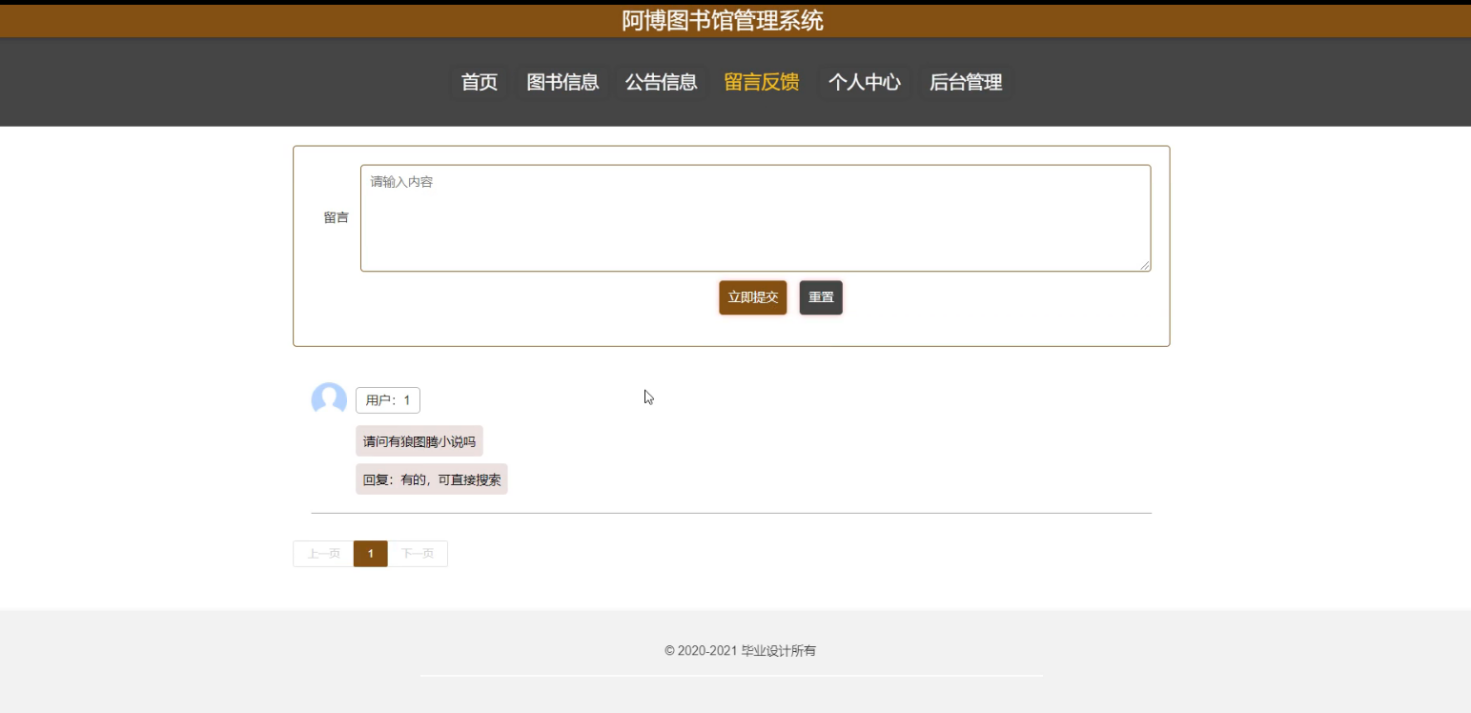 阿博图书馆管理系统
首页 图书信息 公告信息 留言反馈 个人中心 后台管理
请输入内容
留言
立即提交 重置
用户：1
请问有狼图腾小说吗
回复：有的，可直接搜索
上一页 1 下一页
© 2020-2021 毕业设计所有